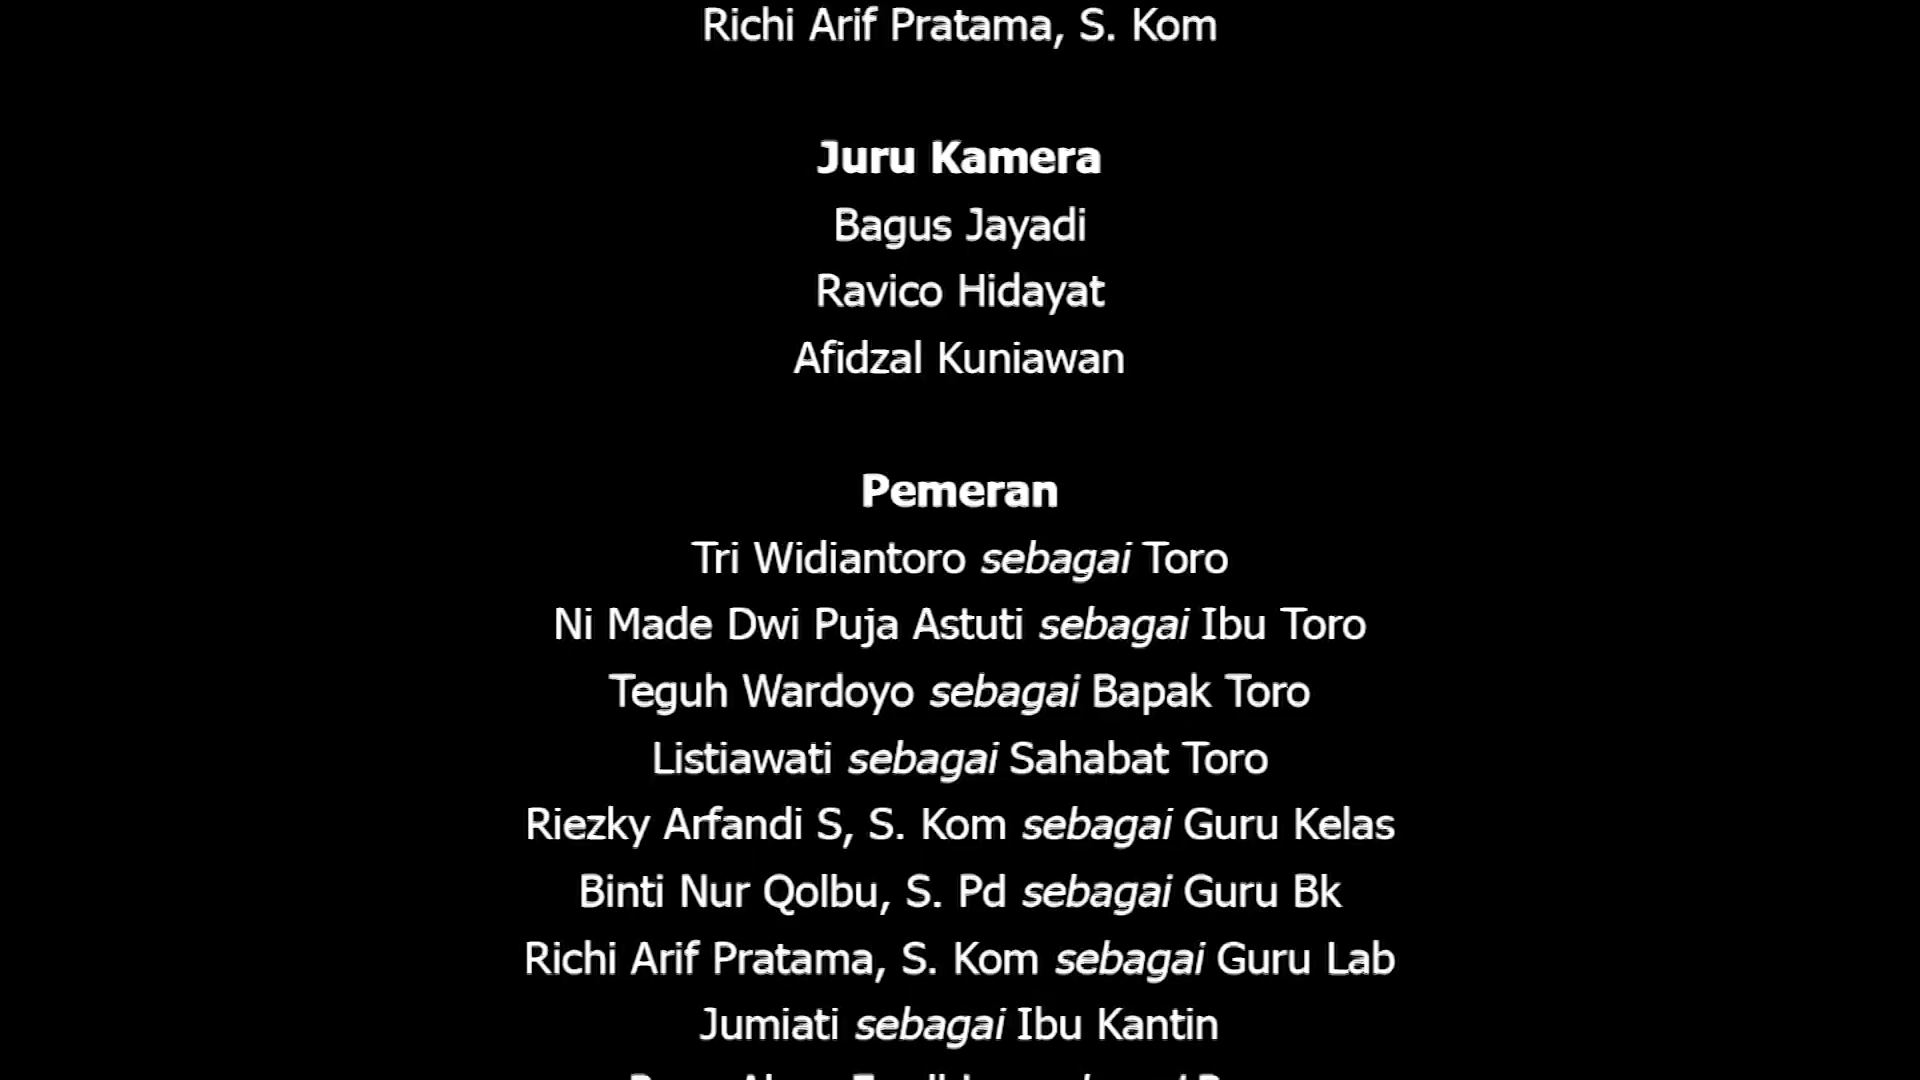 Richi Arif Pratama, S. Kom
Juru Kamera
Bagus Jayadi
Ravico Hidayat
Afidzal Kuniawan
Pemeran
Tri Widiantoro sebagai Toro
Ni Made Dwi Puja Astuti sebagai Ibu Toro
Teguh Wardoyo sebagai Bapak Toro
Listiawati sebagai Sahabat Toro
Riezky Arfandi S, S. Kom sebagai Guru Kelas
Binti Nur Qolbu, S. Pd sebagai Guru Bk
Richi Arif Pratama, S. Kom sebagai Guru Lab
Jumiati sebagai Ibu Kantin